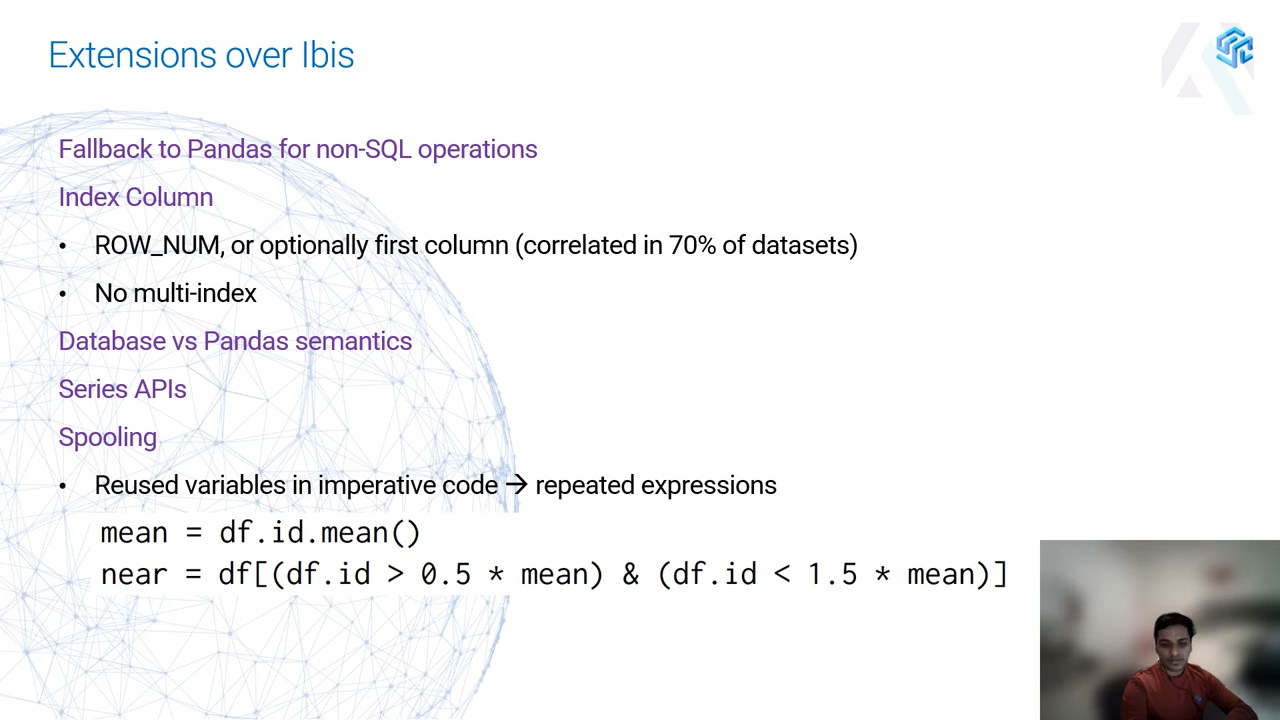 Extensions over Ibis
Fallback to Pandas for non-SQL operations
Index Column
• ROW_NUM, or optionally first column (correlated in 70% of datasets)
• No multi-index
Database vs Pandas semantics
Series APIs
Spooling
• Reused variables in imperative code → repeated expressions
mean = df.id.mean()
near = df[(df.id > 0.5 * mean) & (df.id < 1.5 * mean)]